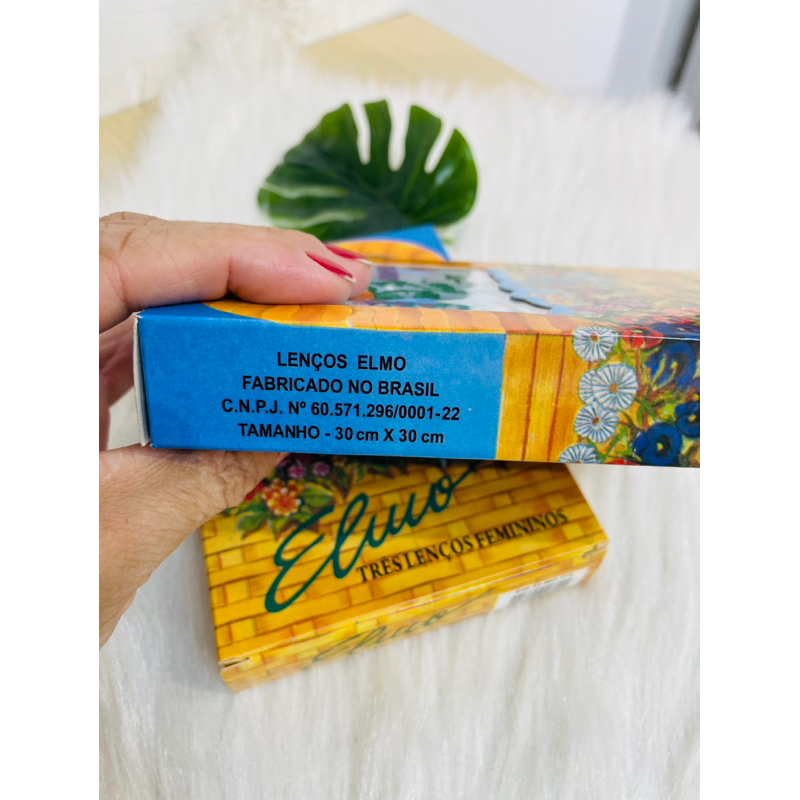 LENÇOS ELMO
FABRICADO NO BRASIL
C.N.P.J. Nº 60.571.296/0001-22
TAMANHO - 30 cm X 30 cm
Elmo
TRÊS LENÇOS FEMININOS
Elmo